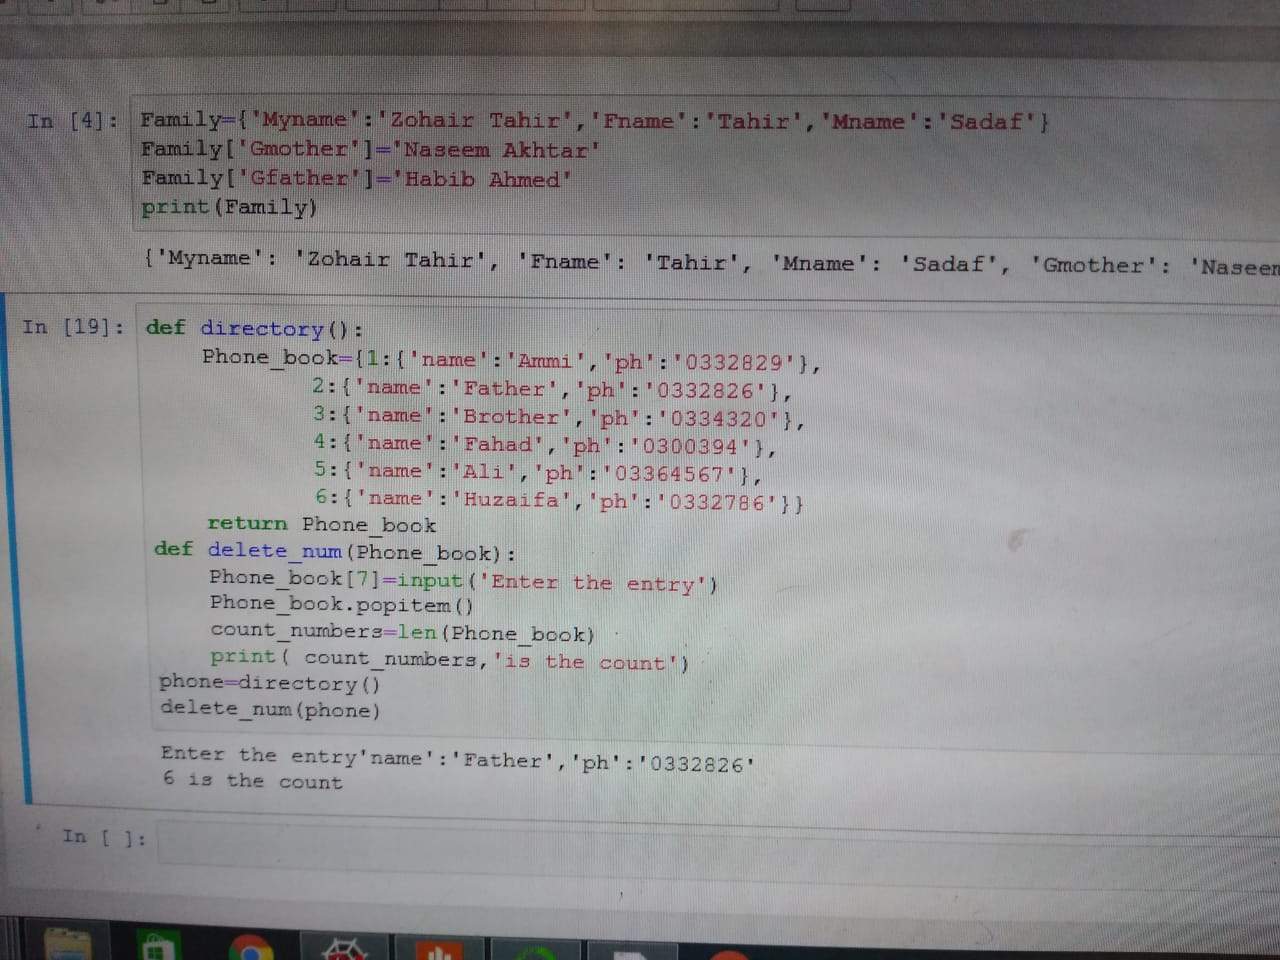 In [4]: Family={'Myname':'Zohair Tahir','Fname':'Tahir','Mname':'Sadaf'}
Family['Gmother']='Naseem Akhtar'
Family['Gfather']='Habib Ahmed'
print(Family)
{'Myname': 'Zohair Tahir', 'Fname': 'Tahir', 'Mname': 'Sadaf', 'Gmother': 'Naseem
In [19]: def directory():
Phone_book={1:{'name':'Ammi','ph':'0332829'},
2:{'name':'Father','ph':'0332826'},
3:{'name':'Brother','ph':'0334320'},
4:{'name':'Fahad','ph':'0300394'},
5:{'name':'Ali','ph':'03364567'},
6:{'name':'Huzaifa','ph':'0332786'}}
return Phone_book
def delete_num(Phone_book):
Phone_book[7]=input('Enter the entry')
Phone_book.popitem()
count_numbers=len(Phone_book)
print( count_numbers,'is the count')
phone=directory()
delete_num(phone)
Enter the entry'name':'Father','ph':'0332826'
6 is the count
In [ ]: